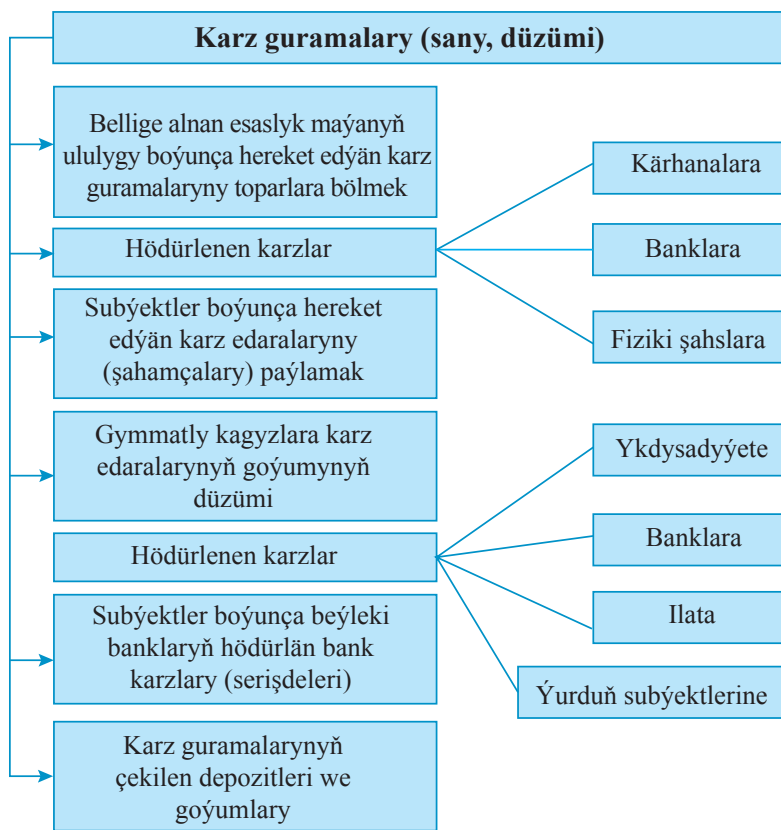 Karz guramalary (sany, düzümi)
Bellige alnan esaslyk maýanyň
ululygy boýunça hereket edýän karz
guramalaryny toparlara bölmek
Hödürlenen karzlar
Kärhanalara
Banklara
Fiziki şahslara
Subýektler boýunça hereket
edýän karz edaralaryny
(şahamçalary) paýlamak
Gymmatly kagyzlara karz
edaralarynyň goýumynyň
düzümi
Hödürlenen karzlar
Ykdysadyýete
Banklara
Ilata
Ýurduň subýektlerine
Subýektler boýunça beýleki
banklaryň hödürlän bank
karzlary (serişdeleri)
Karz guramalarynyň
çekilen depozitleri we
goýumlary